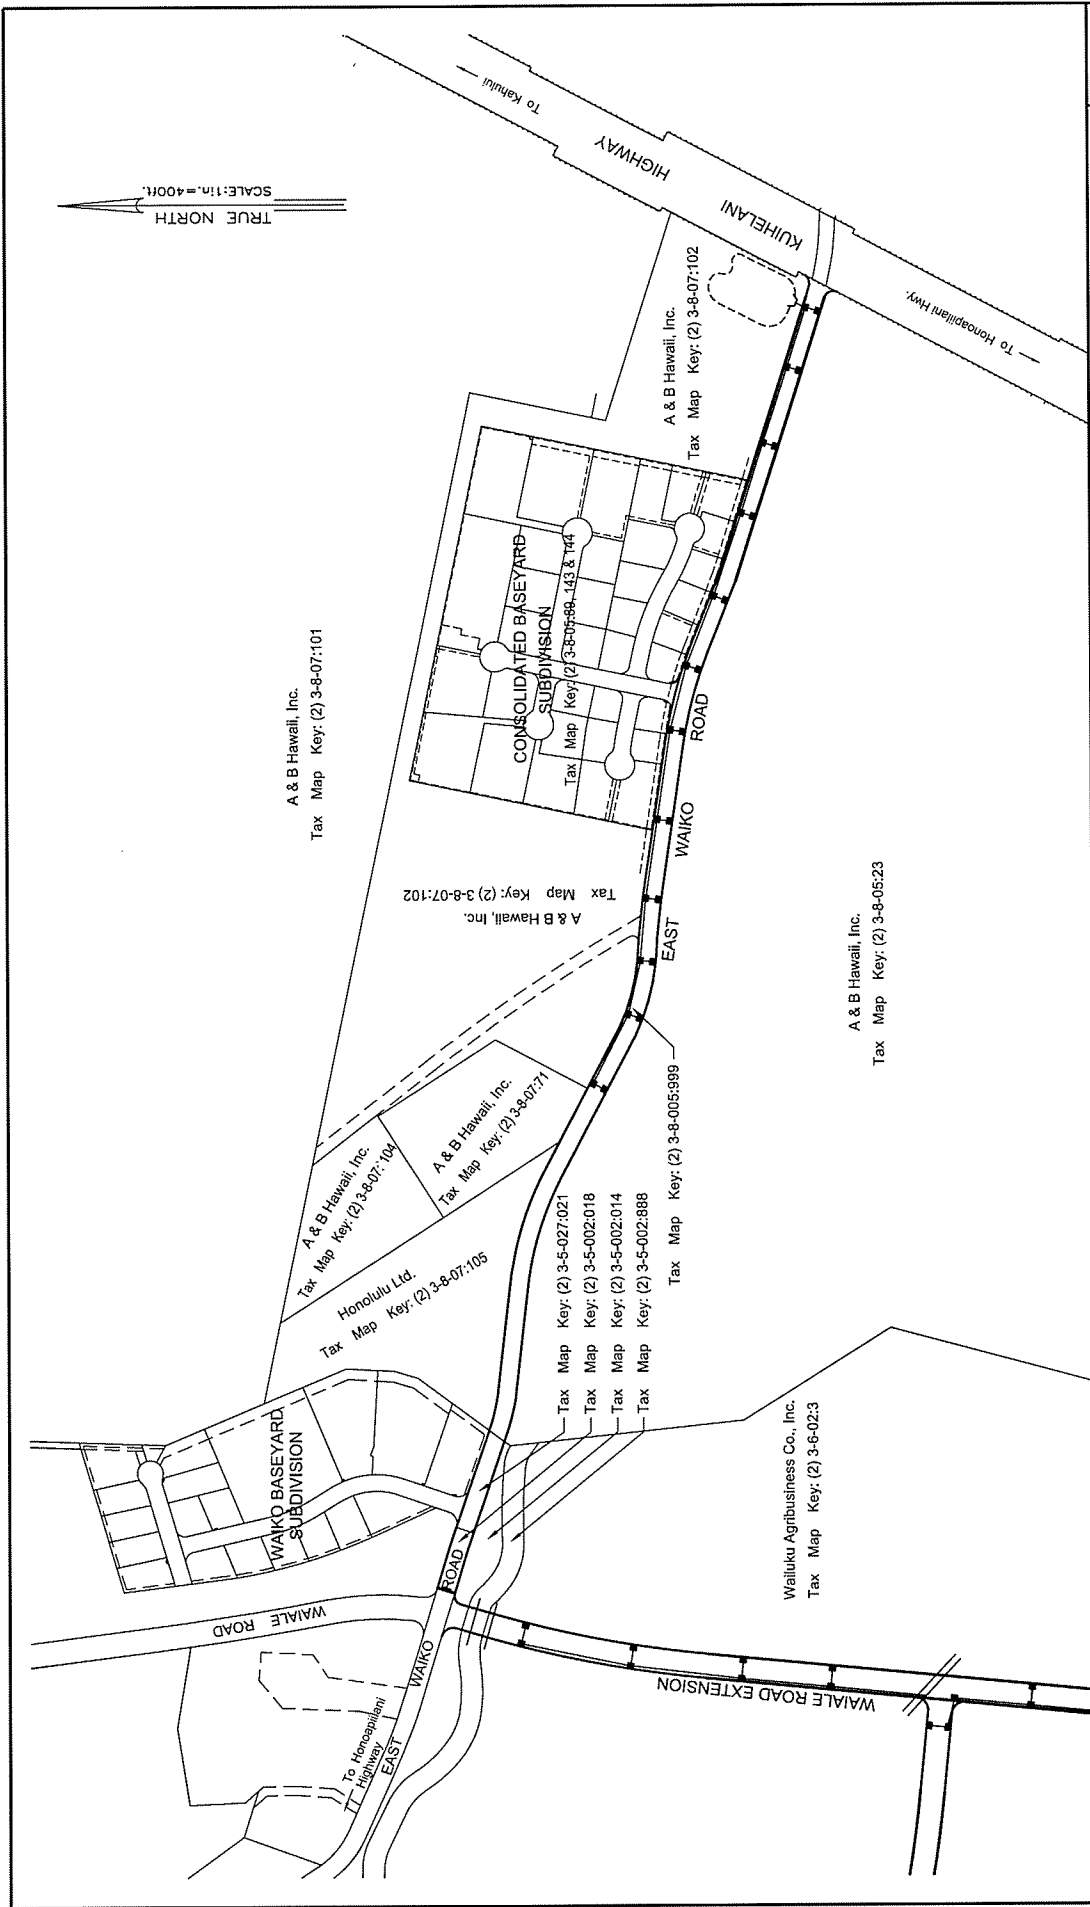 TRUE NORTH
SCALE:1in.=400ft.
To Kahului
KUIHELANI
HIGHWAY
To Honoapiilani Hwy.
A & B Hawaii, Inc.
Tax Map Key: (2) 3-8-07:102
A & B Hawaii, Inc.
Tax Map Key: (2) 3-8-07:101
CONSOLIDATED BASEYARD
SUBDIVISION
Tax Map Key: (2) 3-8-05:89, 143 & 144
A & B Hawaii, Inc.
Tax Map Key: (2) 3-8-07:102
EAST WAIKO ROAD
A & B Hawaii, Inc.
Tax Map Key: (2) 3-8-05:23
A & B Hawaii, Inc.
Tax Map Key: (2) 3-8-07:71
A & B Hawaii, Inc.
Tax Map Key: (2) 3-8-07:104
Honolulu Ltd.
Tax Map Key: (2) 3-8-07:105
Tax Map Key: (2) 3-5-027:021
Tax Map Key: (2) 3-5-002:018
Tax Map Key: (2) 3-5-002:014
Tax Map Key: (2) 3-5-002:888
Tax Map Key: (2) 3-8-005:999
WAIKO BASEYARD
SUBDIVISION
WAIALE ROAD
EAST WAIKO ROAD
To Honoapiilani
Highway
WAIALE ROAD EXTENSION
Wailuku Agribusiness Co., Inc.
Tax Map Key: (2) 3-6-02:3